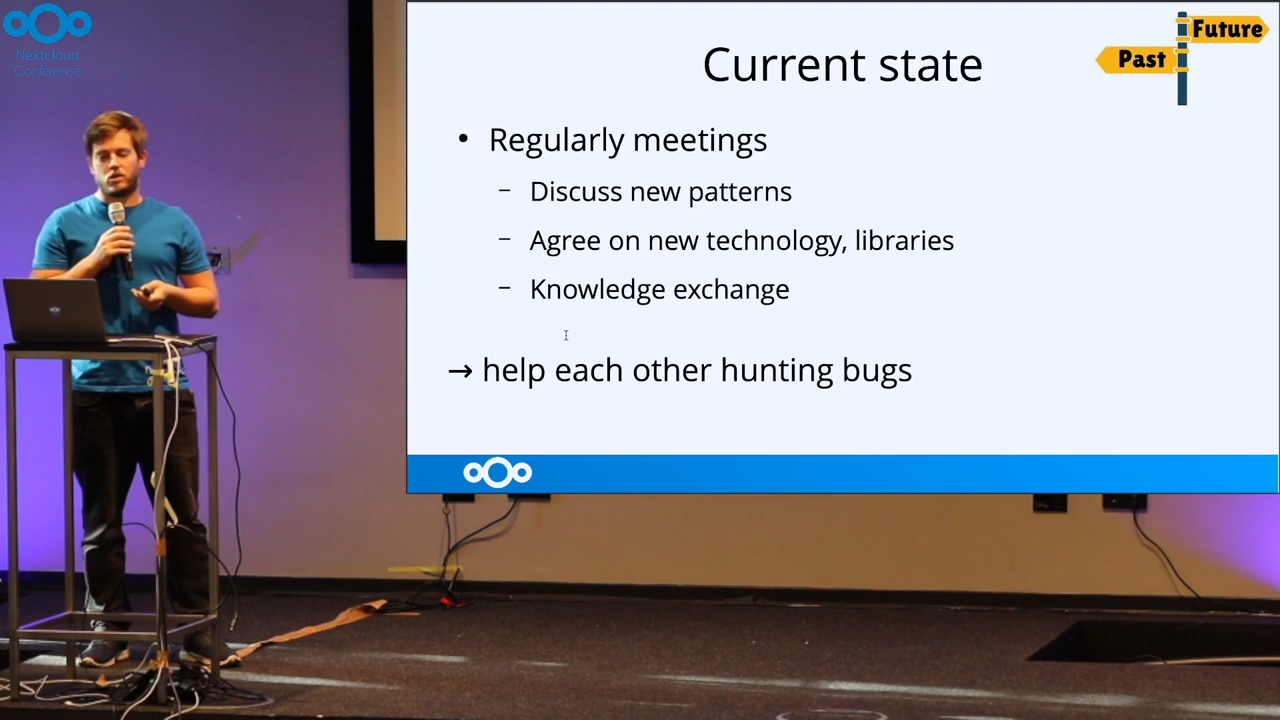 Nextcloud
Conference
Current state
Future
Past
• Regularly meetings
– Discuss new patterns
– Agree on new technology, libraries
– Knowledge exchange
→ help each other hunting bugs